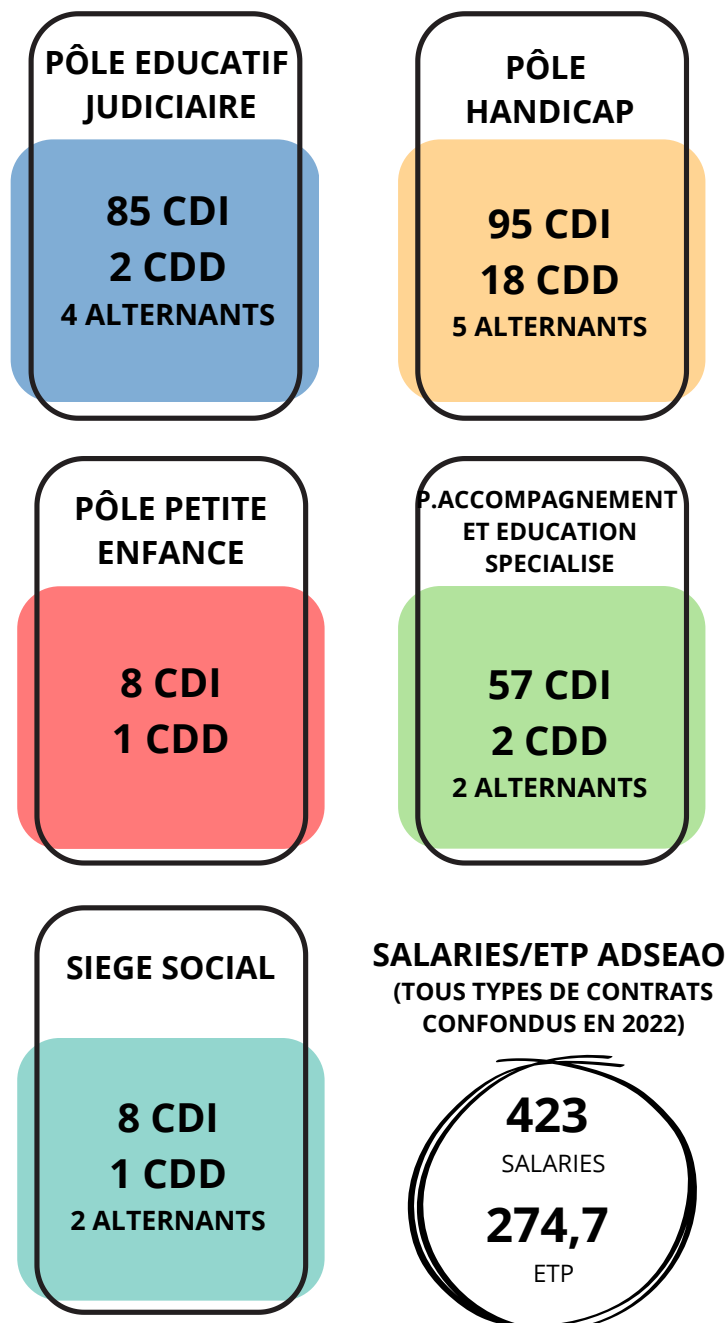 PÔLE EDUCATIF
JUDICIAIRE
85 CDI
2 CDD
4 ALTERNANTS
PÔLE
HANDICAP
95 CDI
18 CDD
5 ALTERNANTS
PÔLE PETITE
ENFANCE
8 CDI
1 CDD
P.ACCOMPAGNEMENT
ET EDUCATION
SPECIALISE
57 CDI
2 CDD
2 ALTERNANTS
SIEGE SOCIAL
8 CDI
1 CDD
2 ALTERNANTS
SALARIES/ETP ADSEAO
(TOUS TYPES DE CONTRATS
CONFONDUS EN 2022)
423
SALARIES
274,7
ETP